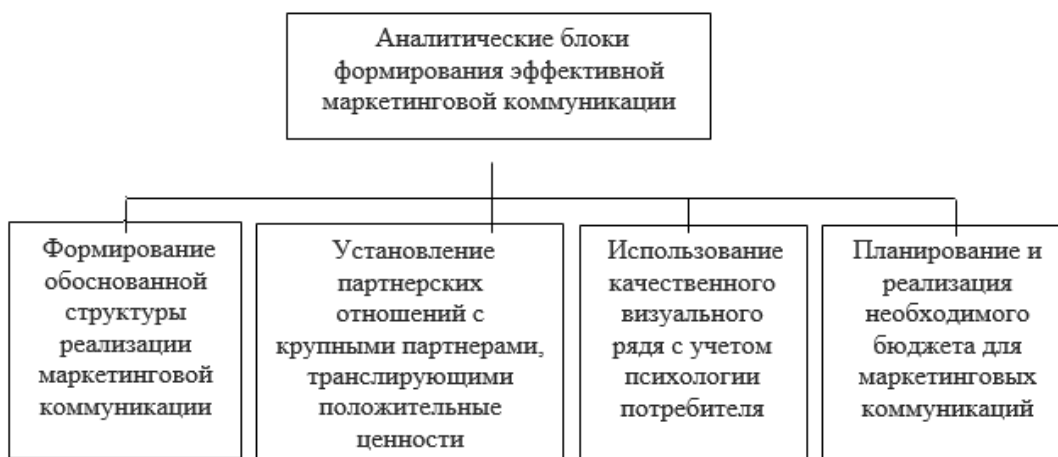 Аналитические блоки
формирования эффективной
маркетинговой коммуникации
Формирование
обоснованной
структуры
реализации
маркетинговой
коммуникации
Установление
партнерских
отношений с
крупными партнерами,
транслирующими
положительные
ценности
Использование
качественного
визуального
рядя с учетом
психологии
потребителя
Планирование и
реализация
необходимого
бюджета для
маркетинговых
коммуникаций